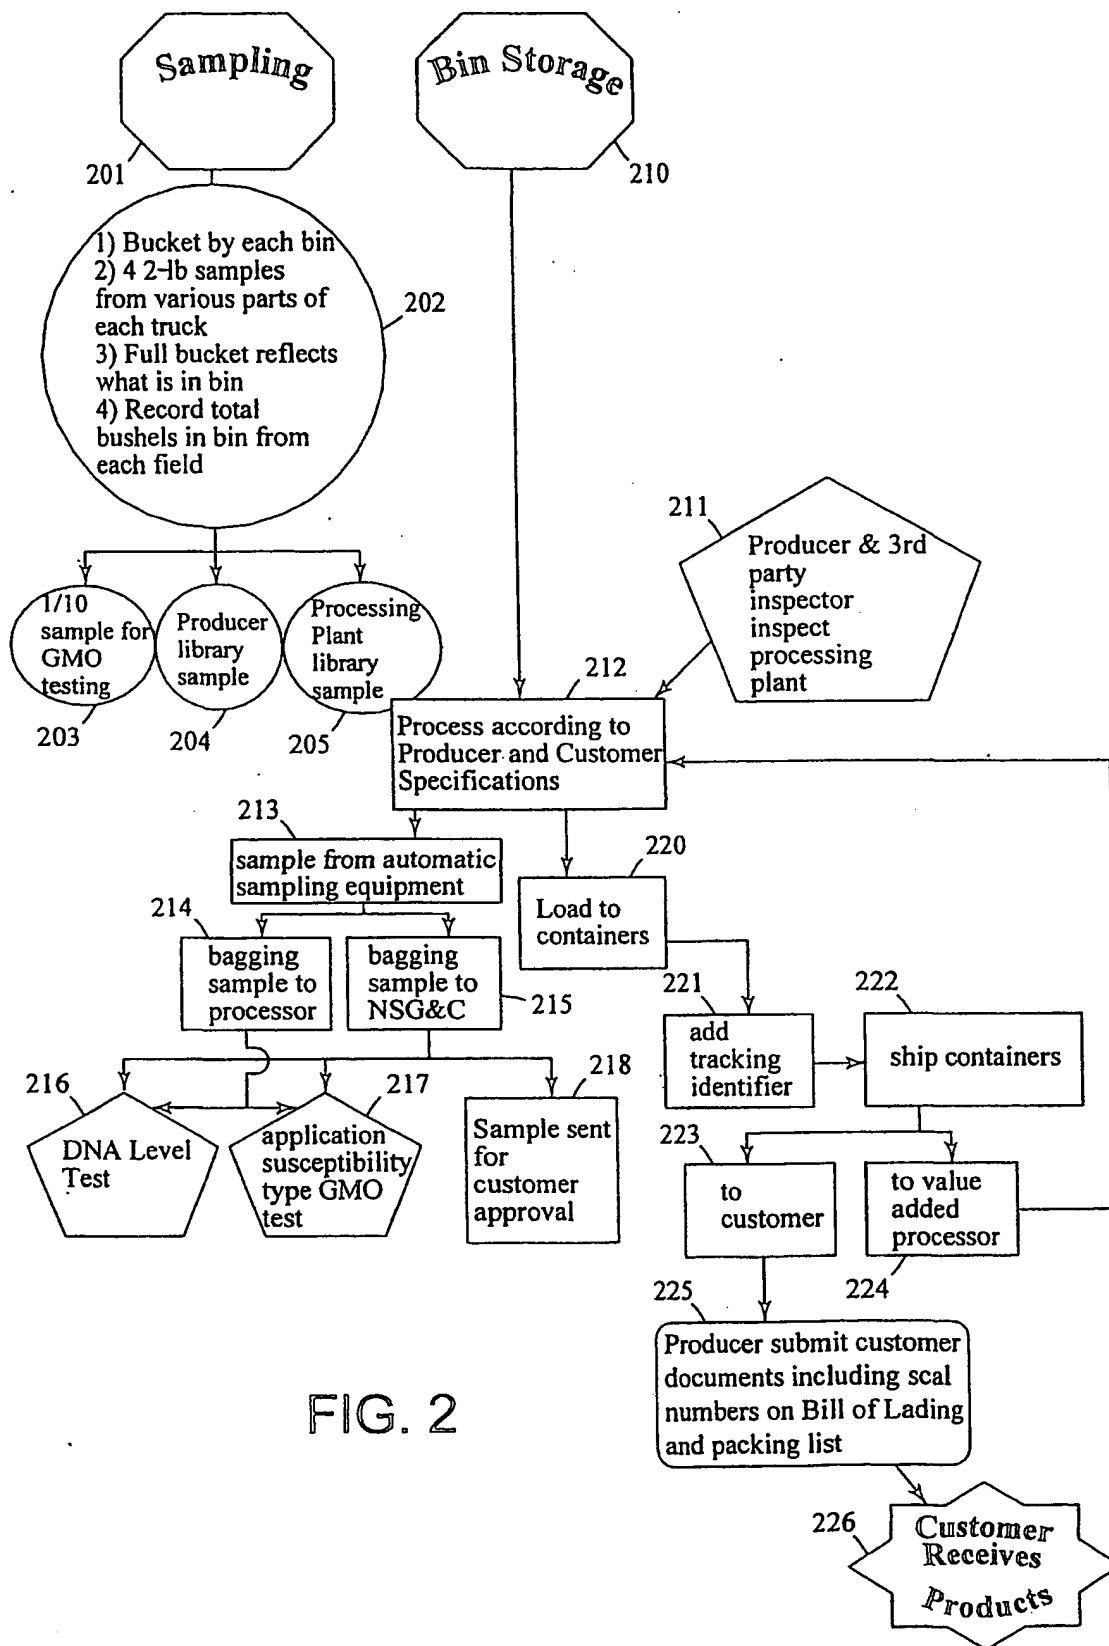 Sampling
Bin Storage
201
210
1) Bucket by each bin
2) 4 2-lb samples
from various parts of
each truck
3) Full bucket reflects
what is in bin
4) Record total
bushels in bin from
each field
202
211
Producer & 3rd
party
inspector
inspect
processing
plant
1/10
sample for
GMO
testing
Producer
library
sample
Processing
Plant
library
sample
203
204
205
212
Process according to
Producer and Customer
Specifications
213
sample from automatic
sampling equipment
220
Load to
containers
214
bagging
sample to
processor
bagging
sample to
NSG&C
215
221
add
tracking
identifier
222
ship containers
216
DNA Level
Test
217
application
susceptibility
type GMO
test
218
Sample sent
for
customer
approval
223
to
customer
to value
added
processor
224
225
Producer submit customer
documents including scal
numbers on Bill of Lading
and packing list
FIG. 2
226
Customer
Receives
Products